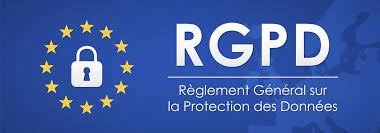 RGPD
Règlement Général sur
la Protection des Données